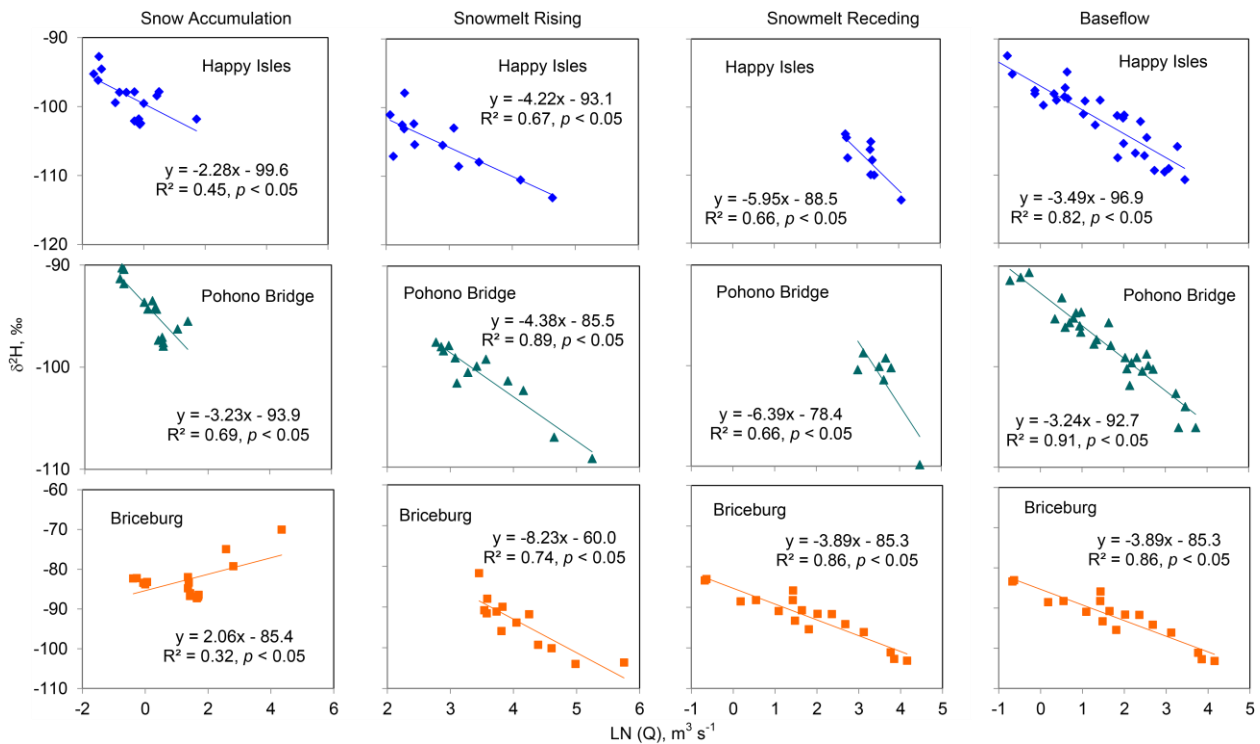 Snow Accumulation
Snowmelt Rising
Snowmelt Receding
Baseflow
-90
-100
-110
-120
Happy Isles
y = -2.28x - 99.6
R² = 0.45, p < 0.05
Happy Isles
y = -4.22x - 93.1
R² = 0.67, p < 0.05
Happy Isles
y = -5.95x - 88.5
R² = 0.66, p < 0.05
Happy Isles
y = -3.49x - 96.9
R² = 0.82, p < 0.05
δ²H, ‰
-90
-100
-110
Pohono Bridge
y = -3.23x - 93.9
R² = 0.69, p < 0.05
Pohono Bridge
y = -4.38x - 85.5
R² = 0.89, p < 0.05
Pohono Bridge
y = -6.39x - 78.4
R² = 0.66, p < 0.05
Pohono Bridge
y = -3.24x - 92.7
R² = 0.91, p < 0.05
-60
-70
-80
-90
-100
-110
Briceburg
y = 2.06x - 85.4
R² = 0.32, p < 0.05
Briceburg
y = -8.23x - 60.0
R² = 0.74, p < 0.05
Briceburg
y = -3.89x - 85.3
R² = 0.86, p < 0.05
Briceburg
y = -3.89x - 85.3
R² = 0.86, p < 0.05
-2 0 2 4 6
2 3 4 5 6
-1 0 1 2 3 4 5
-1 0 1 2 3 4 5
LN (Q), m³ s⁻¹